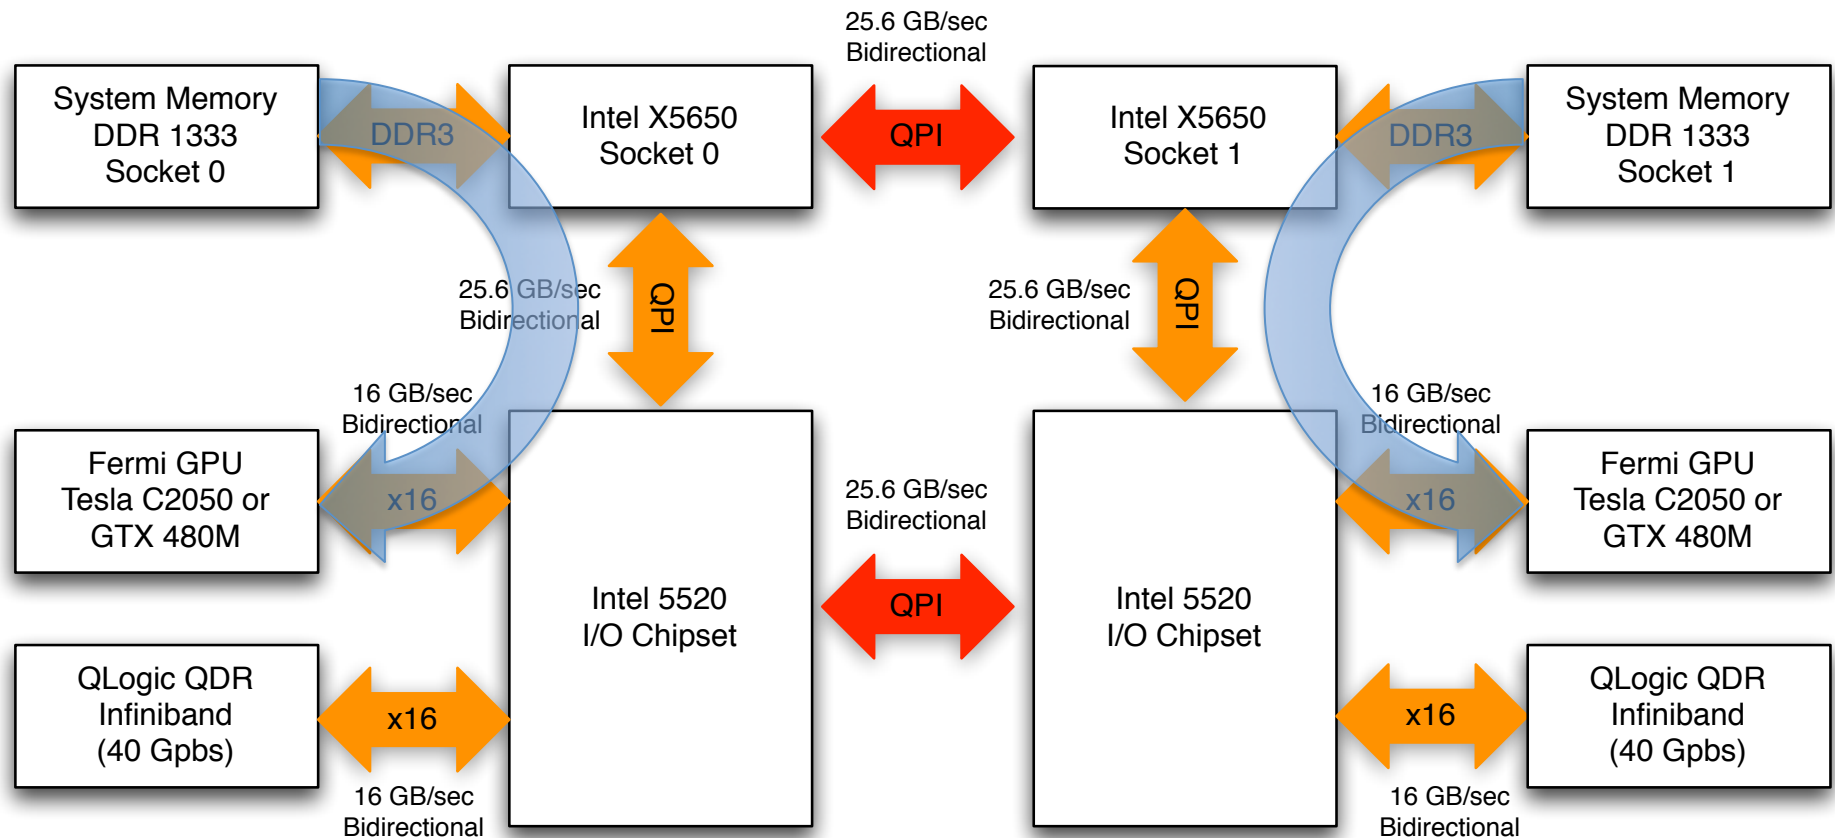 25.6 GB/sec
Bidirectional
System Memory
DDR 1333
Socket 0
DDR3
Intel X5650
Socket 0
QPI
Intel X5650
Socket 1
DDR3
System Memory
DDR 1333
Socket 1
25.6 GB/sec
Bidirectional
QPI
25.6 GB/sec
Bidirectional
QPI
16 GB/sec
Bidirectional
16 GB/sec
Bidirectional
Fermi GPU
Tesla C2050 or
GTX 480M
x16
25.6 GB/sec
Bidirectional
x16
Fermi GPU
Tesla C2050 or
GTX 480M
Intel 5520
I/O Chipset
QPI
Intel 5520
I/O Chipset
QLogic QDR
Infiniband
(40 Gpbs)
x16
x16
QLogic QDR
Infiniband
(40 Gpbs)
16 GB/sec
Bidirectional
16 GB/sec
Bidirectional